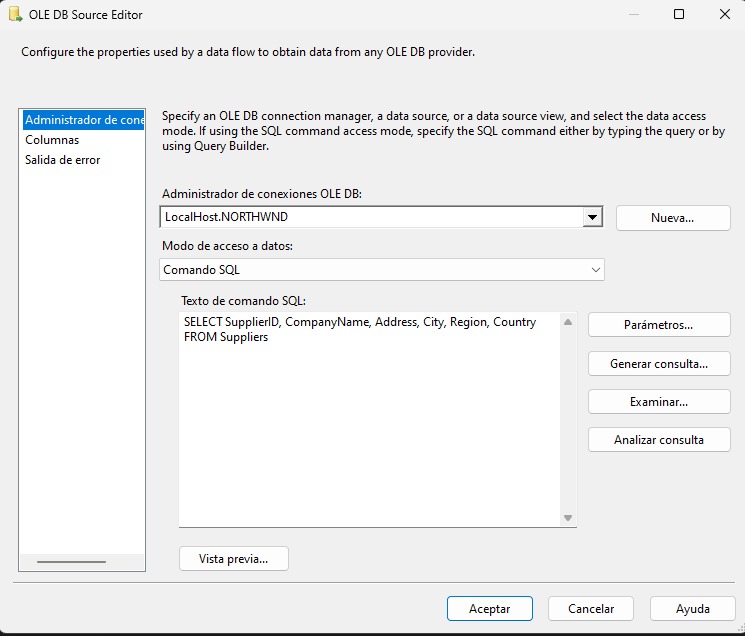 OLE DB Source Editor
Configure the properties used by a data flow to obtain data from any OLE DB provider.
Administrador de cone
Columnas
Salida de error
Specify an OLE DB connection manager, a data source, or a data source view, and select the data access
mode. If using the SQL command access mode, specify the SQL command either by typing the query or by
using Query Builder.
Administrador de conexiones OLE DB:
LocalHost.NORTHWND
Nueva...
Modo de acceso a datos:
Comando SQL
Texto de comando SQL:
SELECT SupplierID, CompanyName, Address, City, Region, Country
FROM Suppliers
Parámetros...
Generar consulta...
Examinar...
Analizar consulta
Vista previa...
Aceptar
Cancelar
Ayuda